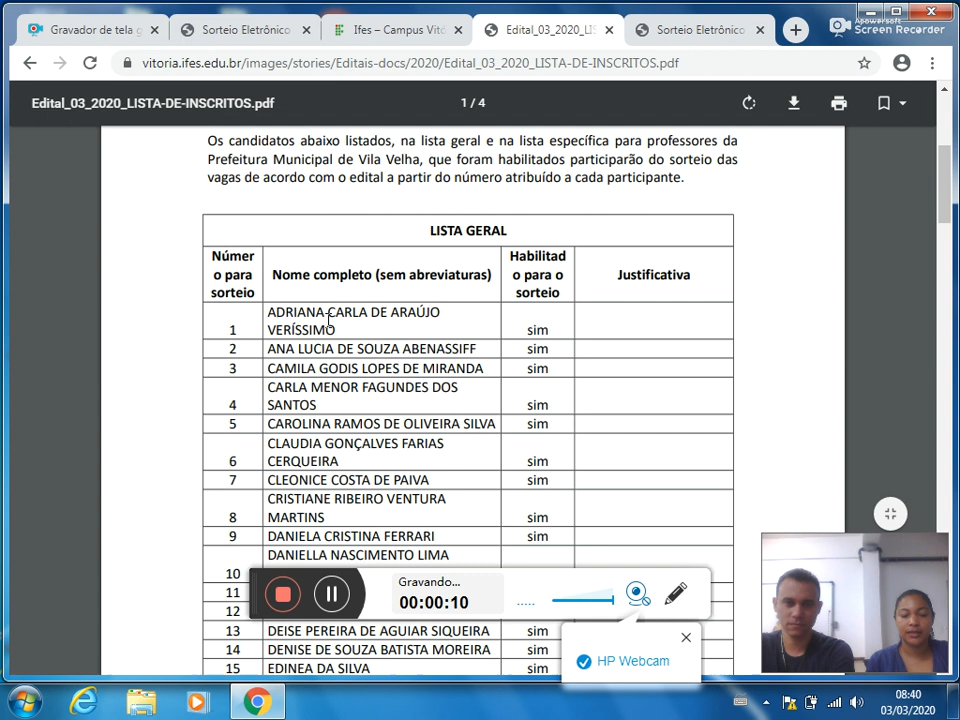 Apowersoft
Screen Recorder
Gravador de tela g
Sorteio Eletrônico
Ifes – Campus Vitó
Edital_03_2020_LI
Sorteio Eletrônico
vitoria.ifes.edu.br/images/stories/Editais-docs/2020/Edital_03_2020_LISTA-DE-INSCRITOS.pdf
Edital_03_2020_LISTA-DE-INSCRITOS.pdf
1 / 4
Os candidatos abaixo listados, na lista geral e na lista específica para professores da
Prefeitura Municipal de Vila Velha, que foram habilitados participarão do sorteio das
vagas de acordo com o edital a partir do número atribuído a cada participante.
LISTA GERAL
Númer
o para
sorteio
Nome completo (sem abreviaturas)
Habilitad
o para o
sorteio
Justificativa
ADRIANA CARLA DE ARAÚJO
1 VERÍSSIMO sim
2 ANA LUCIA DE SOUZA ABENASSIFF sim
3 CAMILA GODIS LOPES DE MIRANDA sim
CARLA MENOR FAGUNDES DOS
4 SANTOS sim
5 CAROLINA RAMOS DE OLIVEIRA SILVA sim
CLAUDIA GONÇALVES FARIAS
6 CERQUEIRA sim
7 CLEONICE COSTA DE PAIVA sim
CRISTIANE RIBEIRO VENTURA
8 MARTINS sim
9 DANIELA CRISTINA FERRARI sim
DANIELLA NASCIMENTO LIMA
10
11
12
13 DEISE PEREIRA DE AGUIAR SIQUEIRA sim
14 DENISE DE SOUZA BATISTA MOREIRA sim
15 EDINEA DA SILVA sim
Gravando...
00:00:10
HP Webcam
08:40
03/03/2020